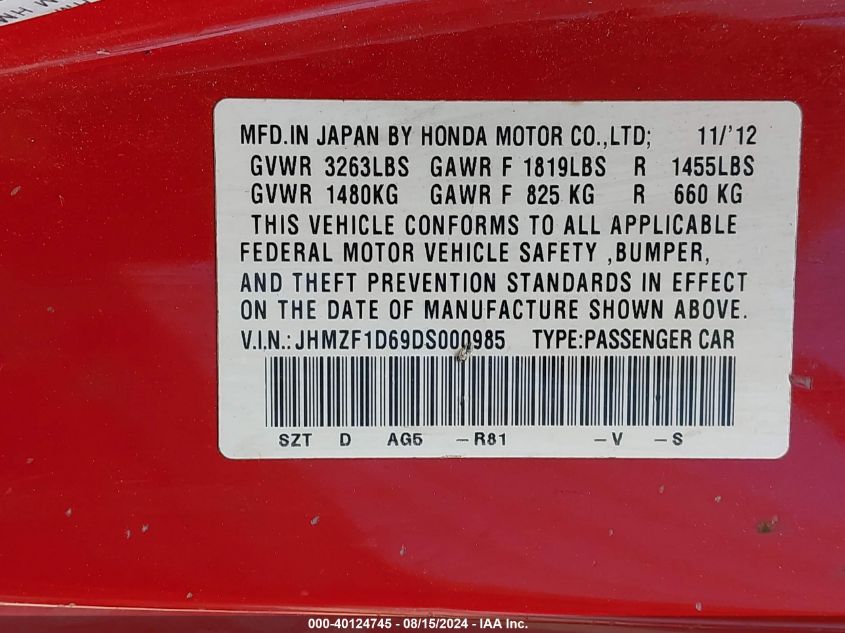 MFD.IN JAPAN BY HONDA MOTOR CO.,LTD; 11/'12
GVWR 3263LBS GAWR F 1819LBS R 1455LBS
GVWR 1480KG GAWR F 825 KG R 660 KG
THIS VEHICLE CONFORMS TO ALL APPLICABLE
FEDERAL MOTOR VEHICLE SAFETY ,BUMPER,
AND THEFT PREVENTION STANDARDS IN EFFECT
ON THE DATE OF MANUFACTURE SHOWN ABOVE.
V.I.N.: JHMZF1D69DS000985 TYPE:PASSENGER CAR
SZT D AG5 -R81 -V -S
000-40124745 - 08/15/2024 - IAA Inc.